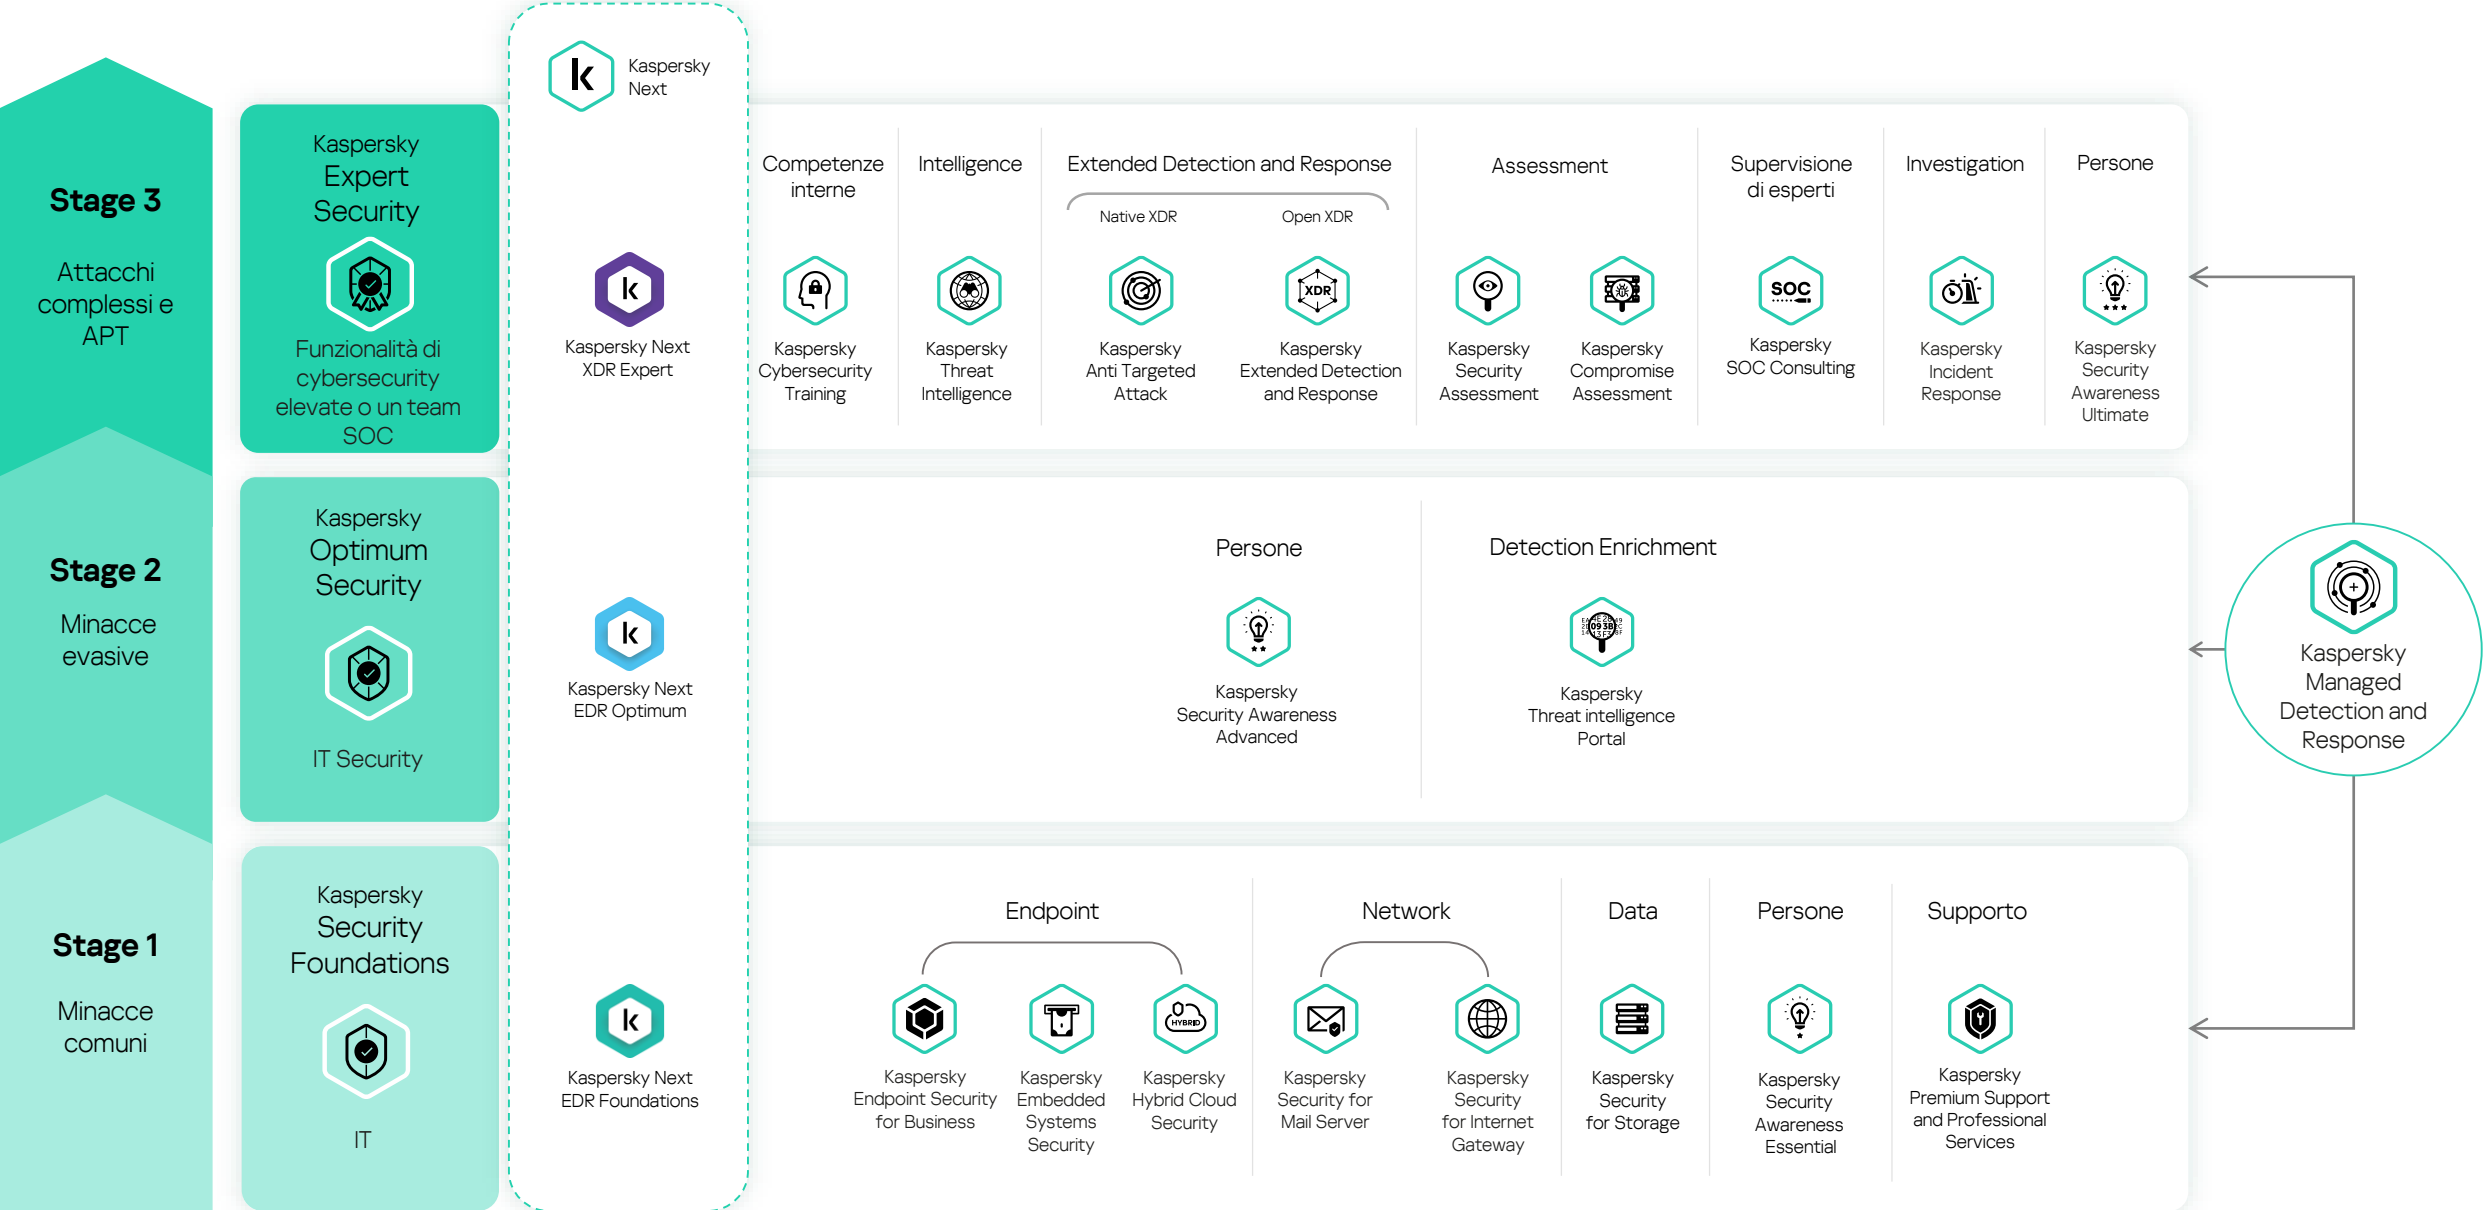 Kaspersky
Next
Stage 3
Attacchi
complessi e
APT
Kaspersky
Expert
Security
Funzionalità di
cybersecurity
elevate o un team
SOC
Kaspersky Next
XDR Expert
Competenze
interne
Kaspersky
Cybersecurity
Training
Intelligence
Kaspersky
Threat
Intelligence
Extended Detection and Response
Native XDR
Kaspersky
Anti Targeted
Attack
Open XDR
XDR
Kaspersky
Extended Detection
and Response
Assessment
Kaspersky
Security
Assessment
Kaspersky
Compromise
Assessment
Supervisione
di esperti
SOC
Kaspersky
SOC Consulting
Investigation
Kaspersky
Incident
Response
Persone
Kaspersky
Security
Awareness
Ultimate
Stage 2
Minacce
evasive
Kaspersky
Optimum
Security
IT Security
Kaspersky Next
EDR Optimum
Persone
Kaspersky
Security Awareness
Advanced
Detection Enrichment
Kaspersky
Threat intelligence
Portal
Kaspersky
Managed
Detection and
Response
Stage 1
Minacce
comuni
Kaspersky
Security
Foundations
IT
Kaspersky Next
EDR Foundations
Endpoint
Kaspersky
Endpoint Security
for Business
Kaspersky
Embedded
Systems
Security
HYBRID
Kaspersky
Hybrid Cloud
Security
Network
Kaspersky
Security for
Mail Server
Kaspersky
Security
for Internet
Gateway
Data
Kaspersky
Security
for Storage
Persone
Kaspersky
Security
Awareness
Essential
Supporto
Kaspersky
Premium Support
and Professional
Services